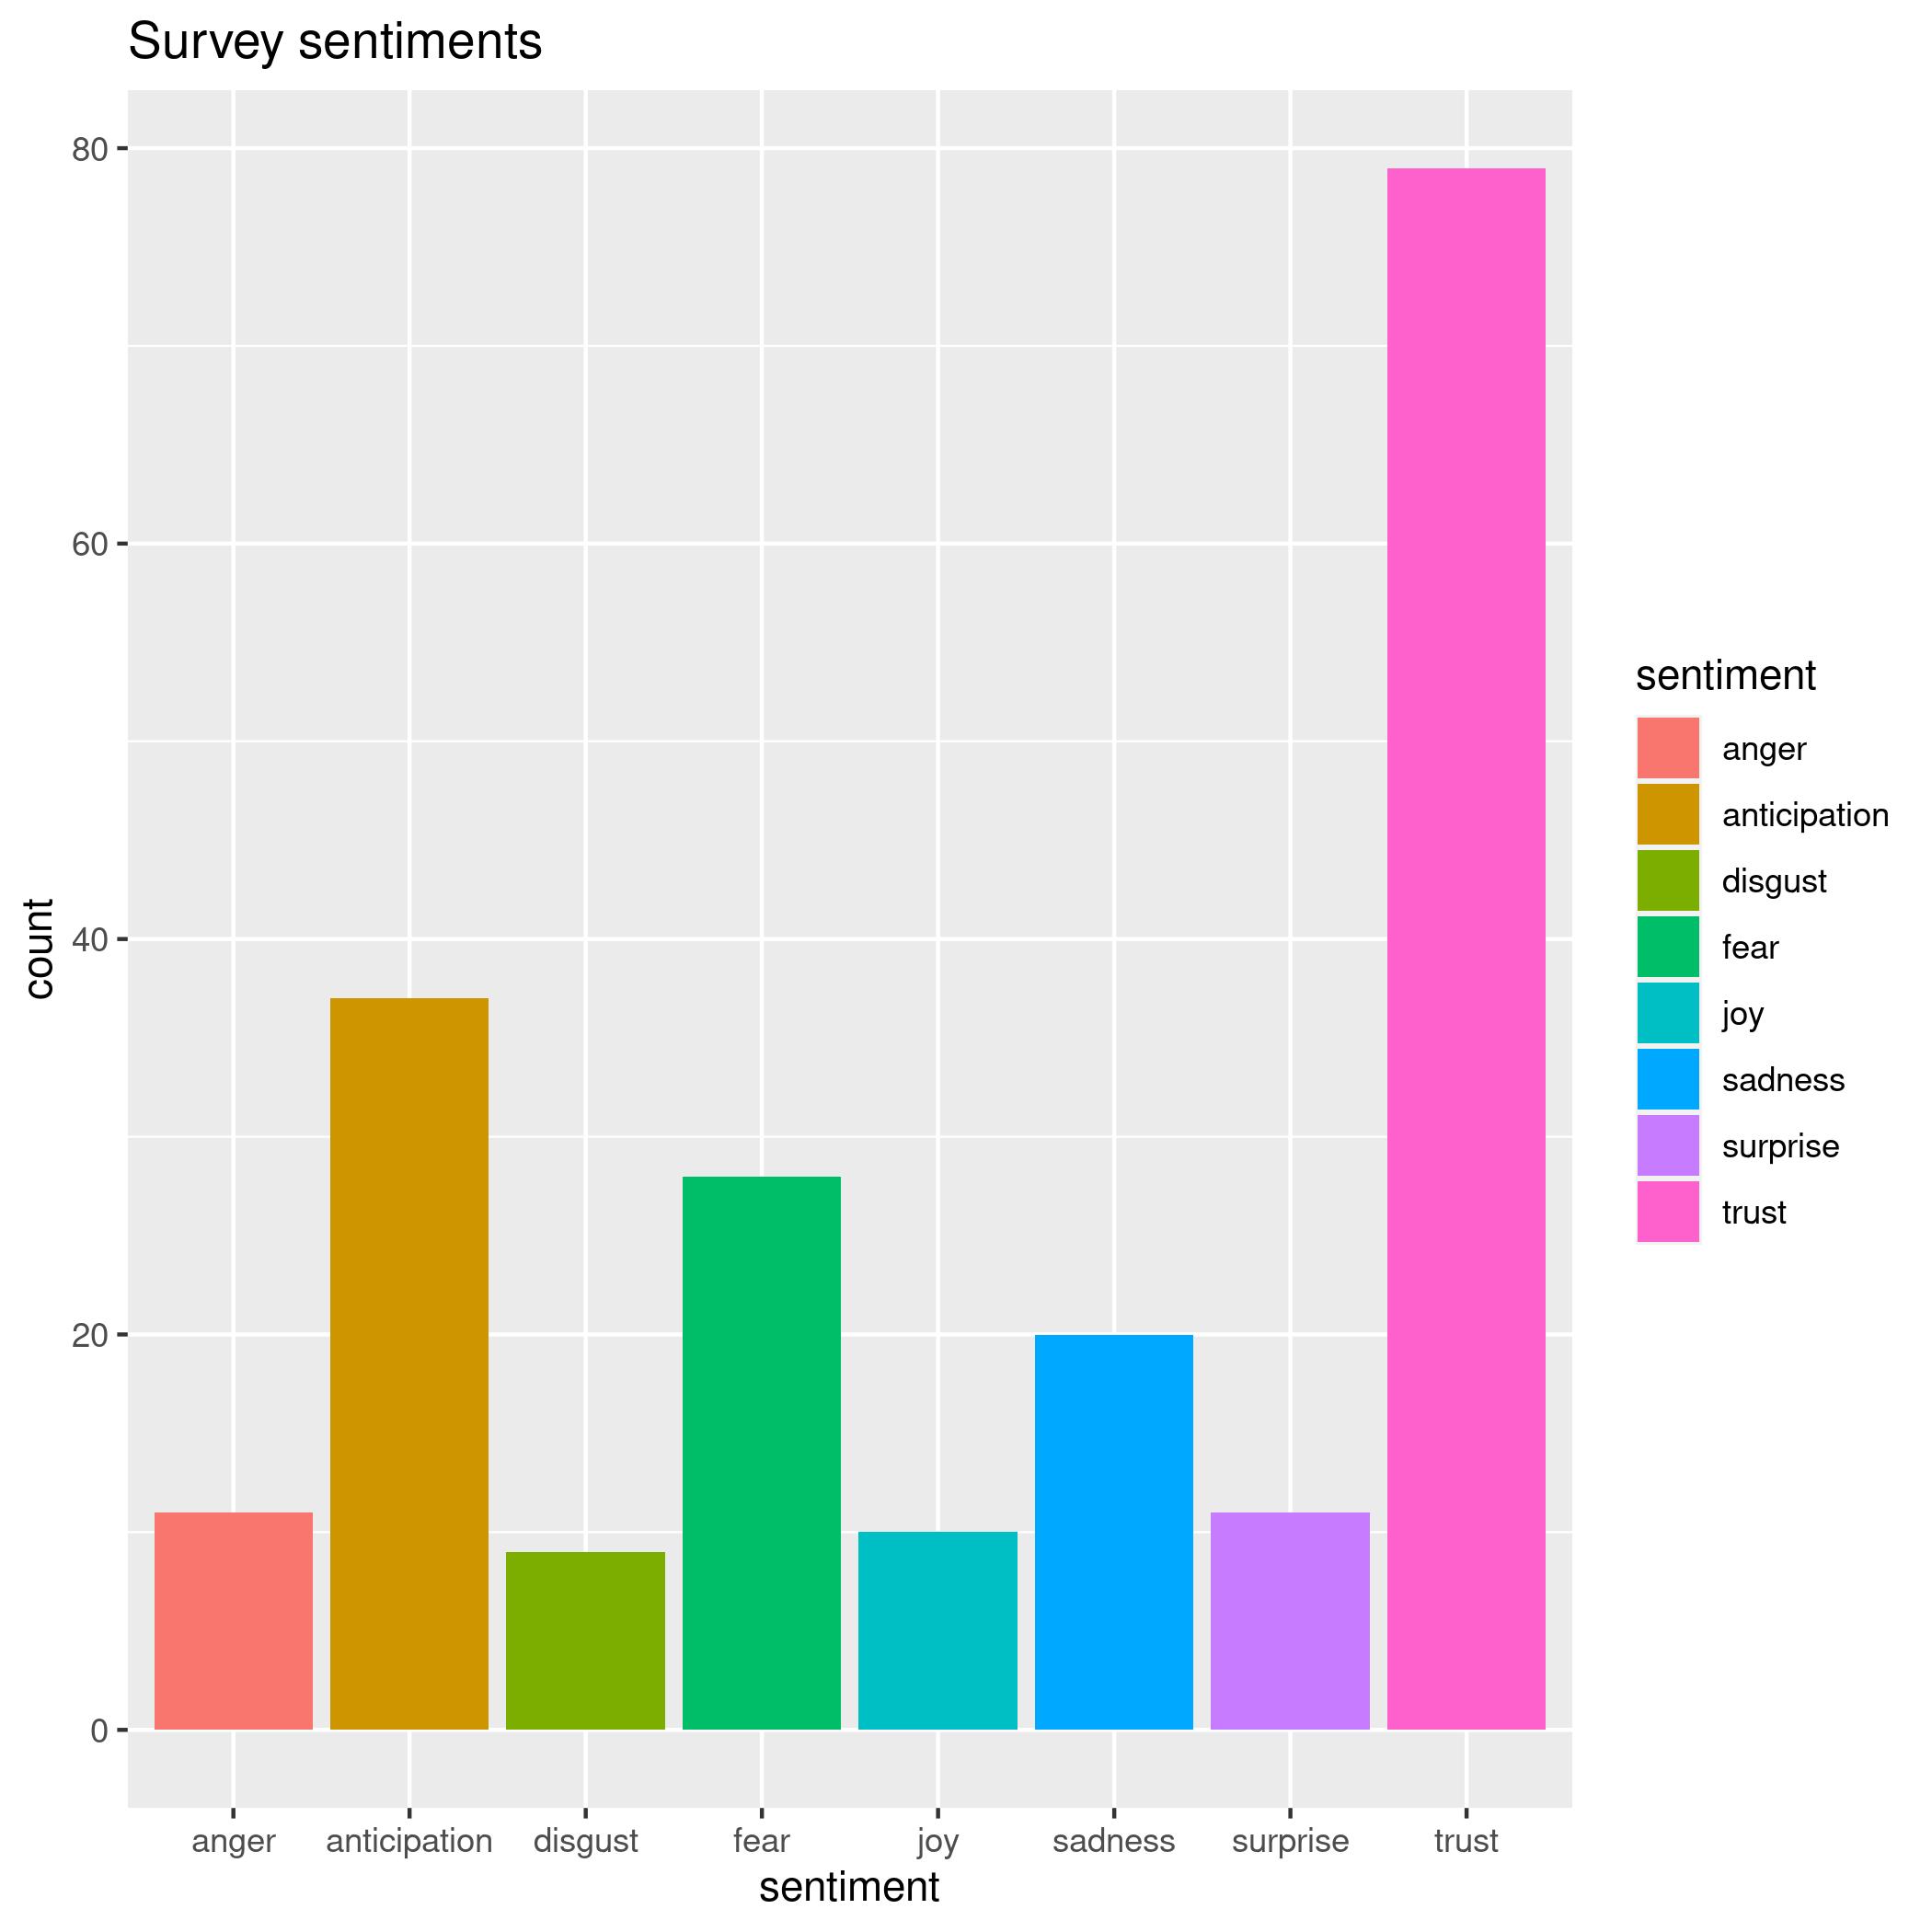 Survey sentiments
80
60
40
20
0
count
anger
anticipation
disgust
fear
joy
sadness
surprise
trust
sentiment
sentiment
anger
anticipation
disgust
fear
joy
sadness
surprise
trust